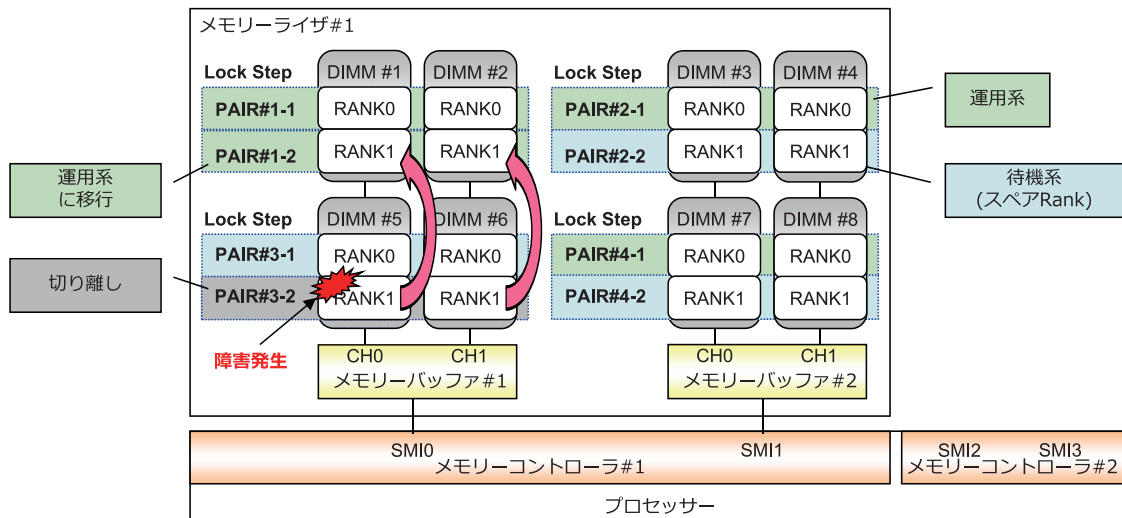 メモリーライザ#1
Lock Step
DIMM #1
DIMM #2
PAIR#1-1
RANK0
RANK0
PAIR#1-2
RANK1
RANK1
Lock Step
DIMM #3
DIMM #4
PAIR#2-1
RANK0
RANK0
PAIR#2-2
RANK1
RANK1
運用系
待機系
(スペアRank)
運用系
に移行
切り離し
Lock Step
DIMM #5
DIMM #6
PAIR#3-1
RANK0
RANK0
PAIR#3-2
RANK1
RANK1
障害発生
Lock Step
DIMM #7
DIMM #8
PAIR#4-1
RANK0
RANK0
PAIR#4-2
RANK1
RANK1
CH0
CH1
メモリーバッファ#1
CH0
CH1
メモリーバッファ#2
SMI0
SMI1
メモリーコントローラ#1
SMI2
SMI3
メモリーコントローラ#2
プロセッサー